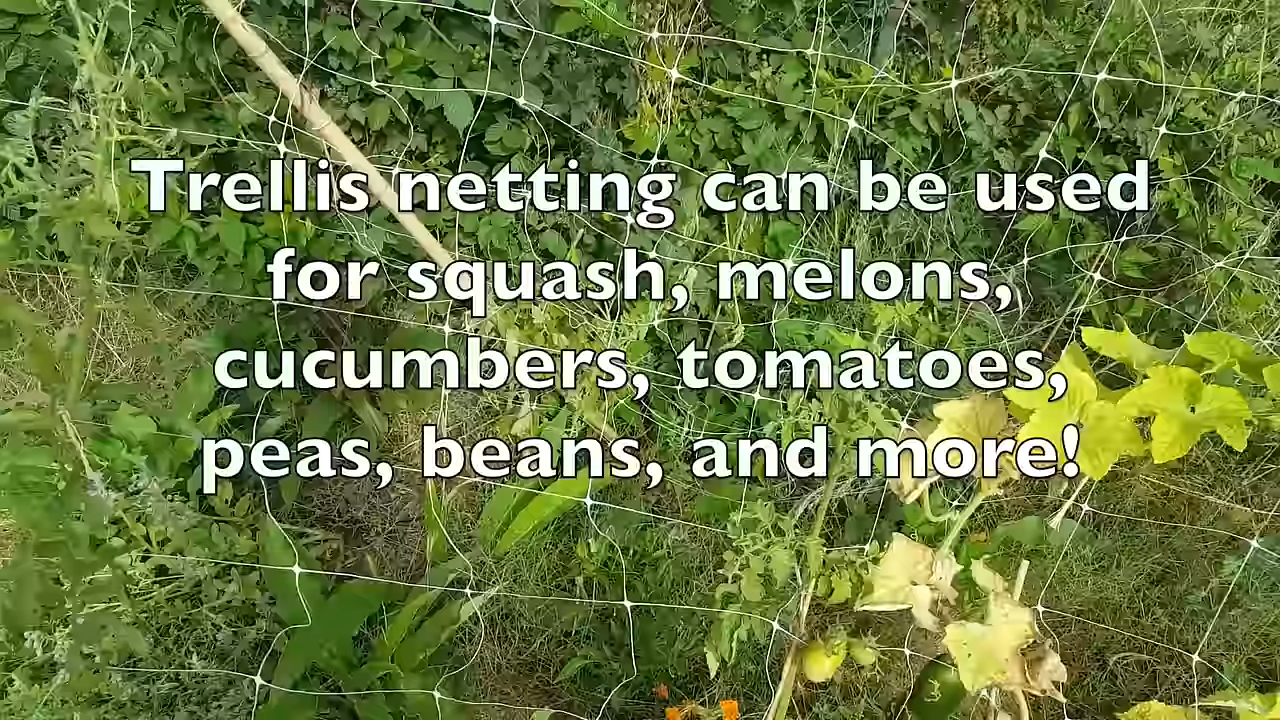 Trellis netting can be used
for squash, melons,
cucumbers, tomatoes,
peas, beans, and more!